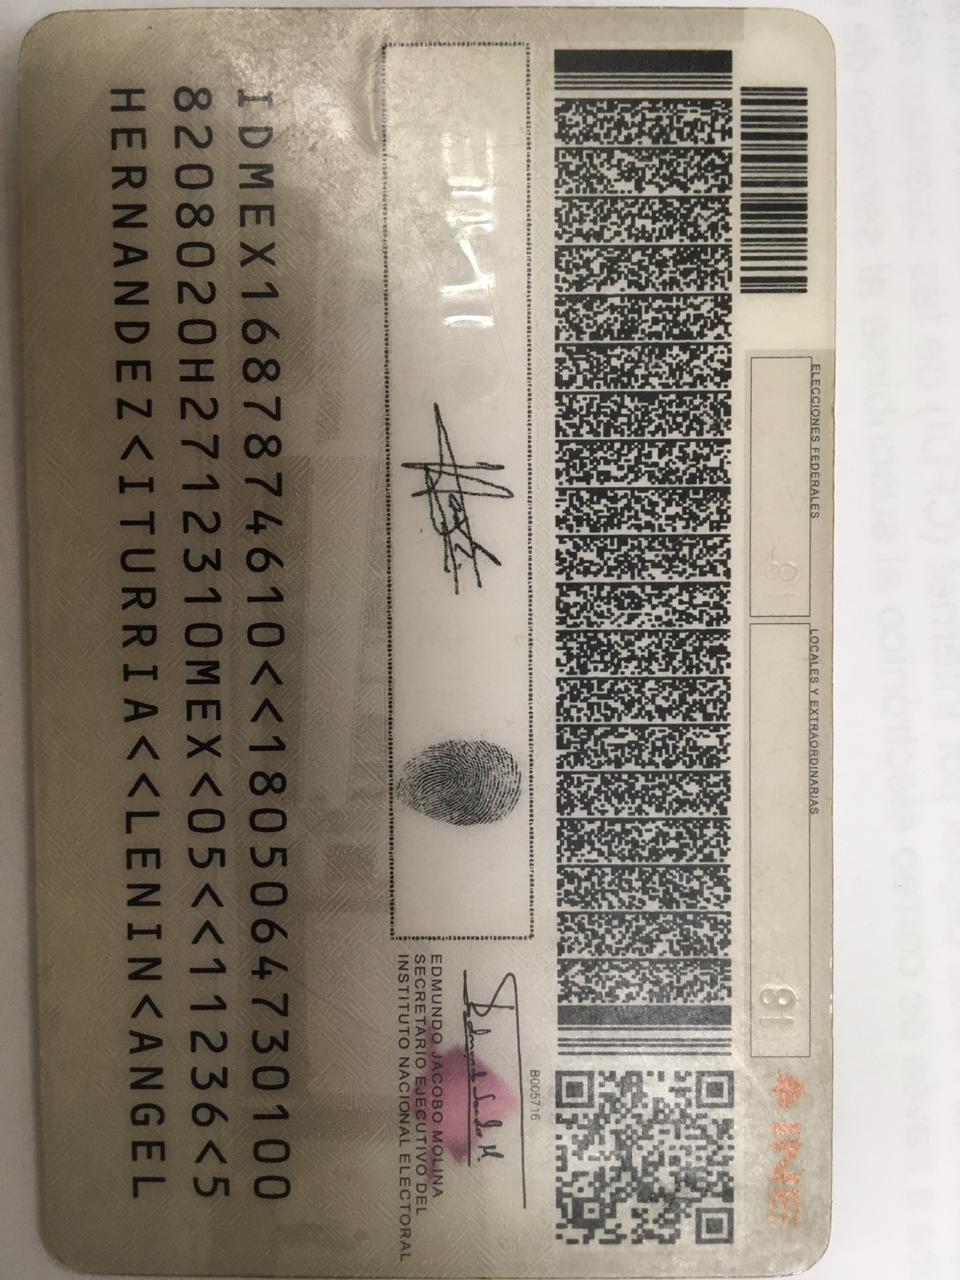 INE
ELECCIONES FEDERALES
18
LOCALES Y EXTRAORDINARIAS
18
B005716
EDMUNDO JACOBO MOLINA
SECRETARIO EJECUTIVO DEL
INSTITUTO NACIONAL ELECTORAL
IDMEX1687874610<<1805064730100
8208020H2712310MEX<05<<11236<5
HERNANDEZ<ITURRIA<<LENIN<ANGEL